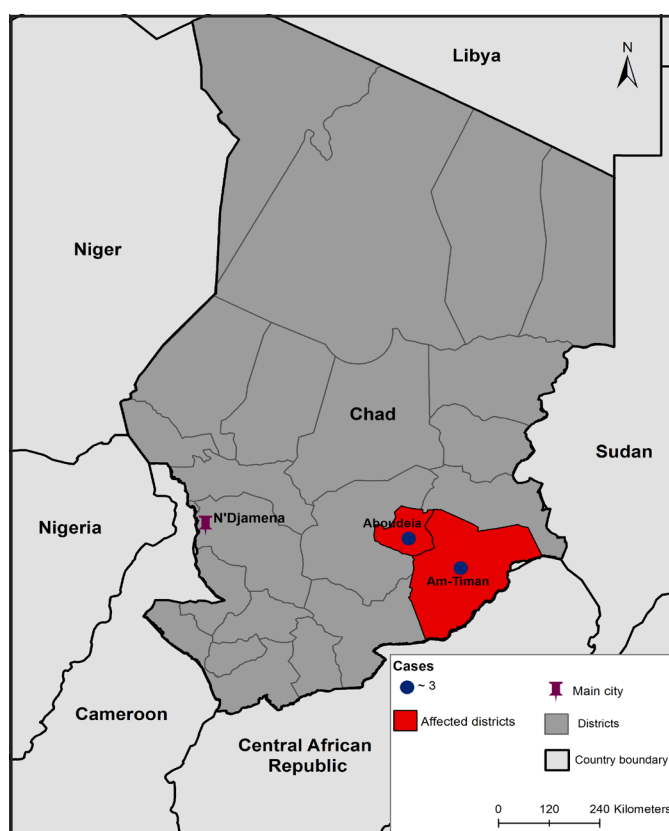 Libya
N
Niger
Chad
Sudan
N'Djamena
Nigeria
Aboudeia
Am-Timan
Cameroon
Central African
Republic
Cases
~ 3
Main city
Affected districts
Districts
Country boundary
0 120 240 Kilometers